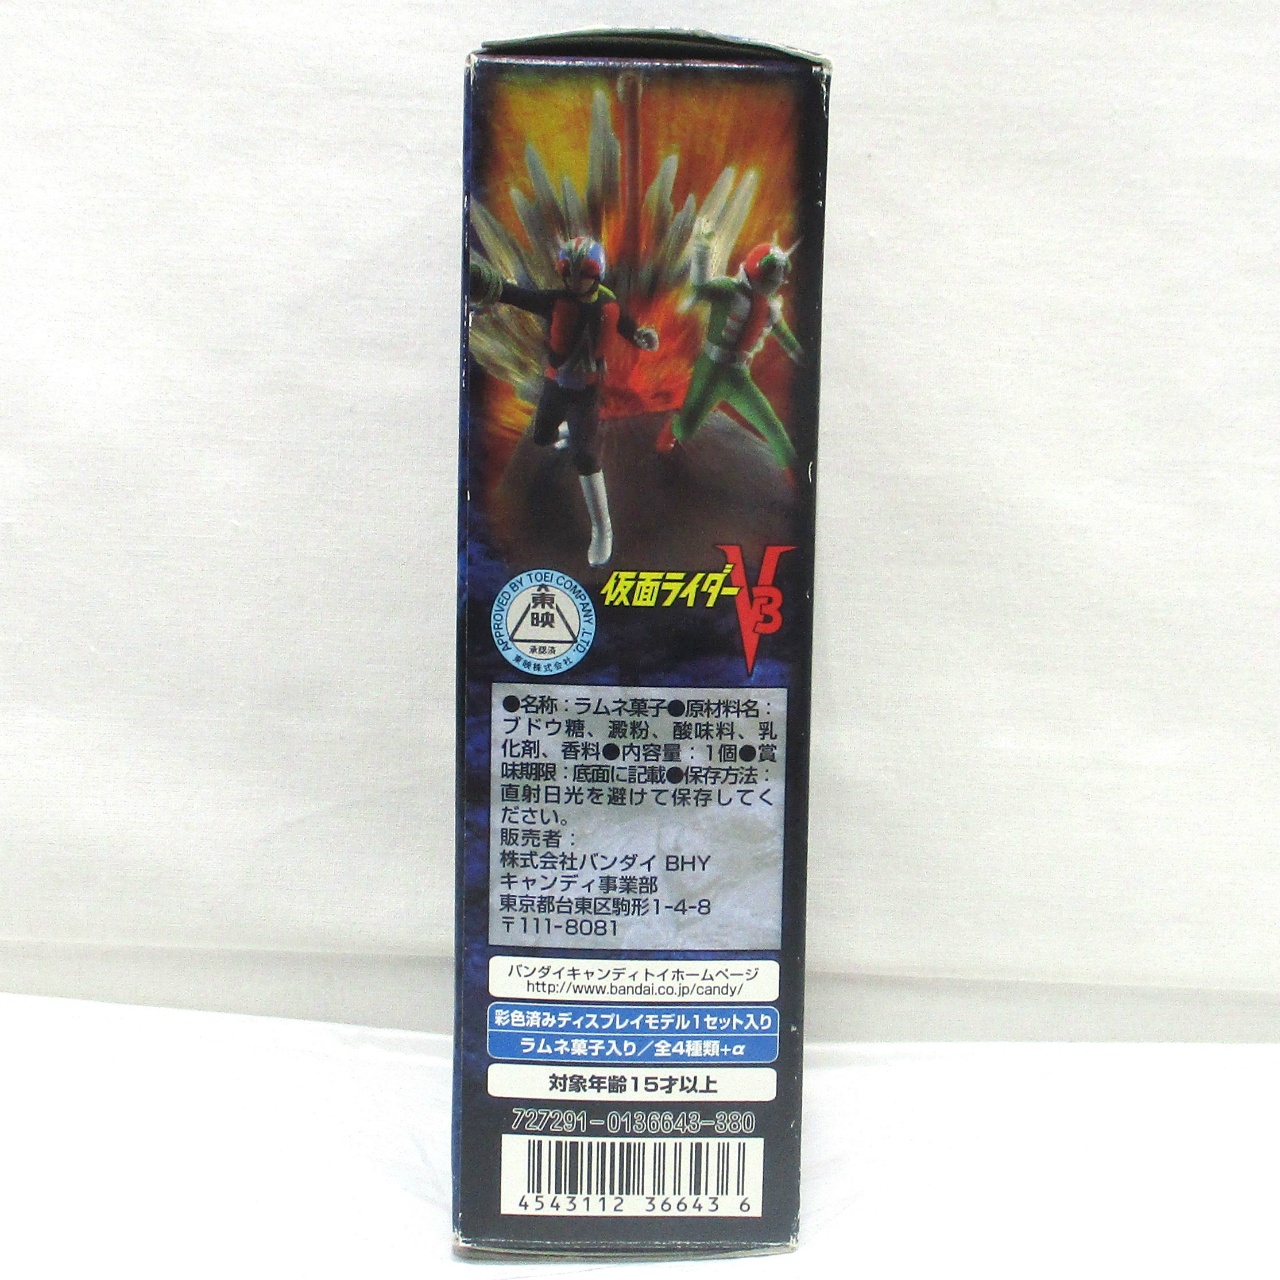 仮面ライダーV3
APPROVED BY TOEI COMPANY ,LTD.
東映
承認済
東映株式会社
●名称：ラムネ菓子●原材料名：
ブドウ糖、澱粉、酸味料、乳
化剤、香料●内容量：1個●賞
味期限：底面に記載●保存方法：
直射日光を避けて保存してく
ださい。
販売者：
株式会社バンダイ BHY
キャンディ事業部
東京都台東区駒形1-4-8
〒111-8081
バンダイキャンディトイホームページ
http://www.bandai.co.jp/candy/
彩色済みディスプレイモデル1セット入り
ラムネ菓子入り／全4種類+α
対象年齢15才以上
727291-0136643-380
4543112 36643 6